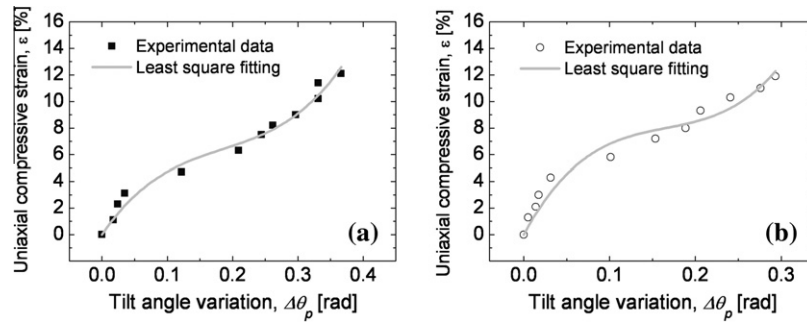 Uniaxial compressive strain, ε [%]
16
14
12
10
8
6
4
2
0
Experimental data
Least square fitting
(a)
0.0 0.1 0.2 0.3 0.4
Tilt angle variation, Δθp [rad]
Uniaxial compressive strain, ε [%]
16
14
12
10
8
6
4
2
0
Experimental data
Least square fitting
(b)
0.0 0.1 0.2 0.3
Tilt angle variation, Δθp [rad]